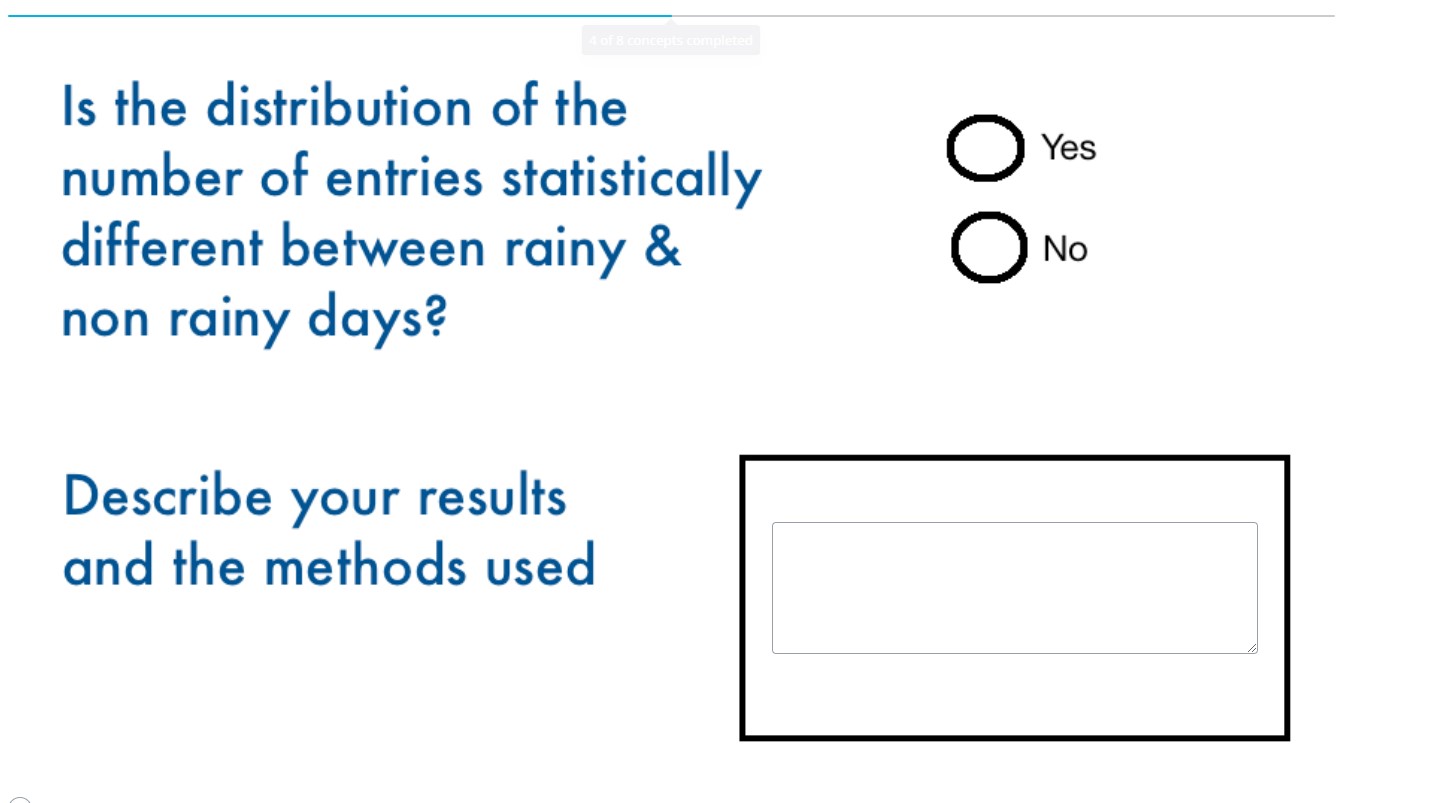 4 of 8 concepts completed
Is the distribution of the
number of entries statistically
different between rainy &
non rainy days?
Yes
No
Describe your results
and the methods used